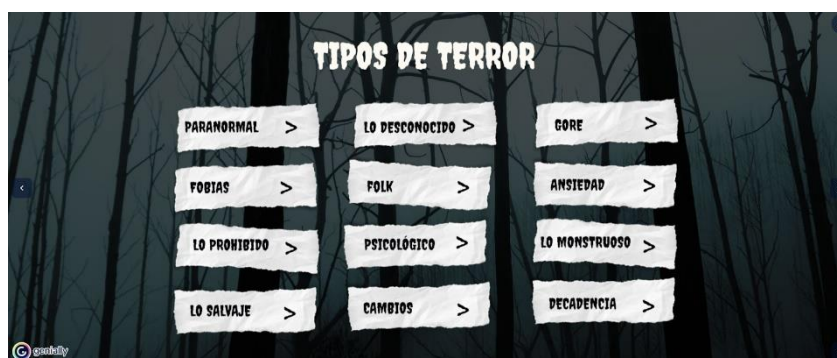 TIPOS DE TERROR
PARANORMAL >
LO DESCONOCIDO >
GORE >
FOBIAS >
FOLK >
ANSIEDAD >
LO PROHIBIDO >
PSICOLÓGICO >
LO MONSTRUOSO >
LO SALVAJE >
CAMBIOS >
DECADENCIA >
genially